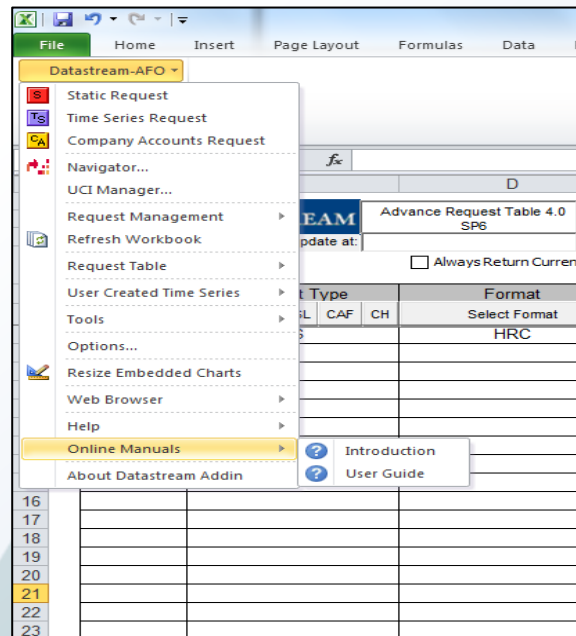 File Home Insert Page Layout Formulas Data
Datastream-AFO
Static Request
Time Series Request
Company Accounts Request
Navigator...
UCI Manager...
Request Management
Refresh Workbook
Request Table
User Created Time Series
Tools
Options...
Resize Embedded Charts
Web Browser
Help
Online Manuals
About Datastream Addin
Introduction
User Guide
fx
D
EAM
Advance Request Table 4.0
SP6
pdate at:
Always Return Curren
t Type Format
SL CAF CH Select Format
HRC
16
17
18
19
20
21
22
23